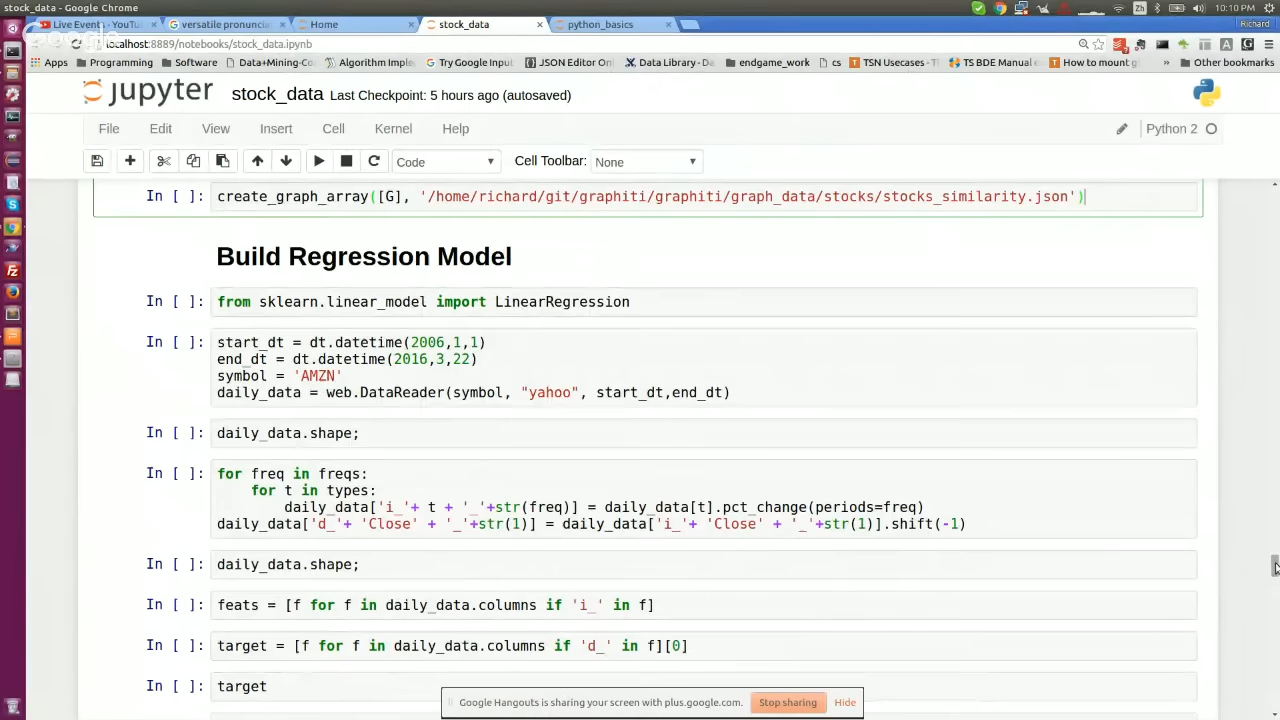 stock_data - Google Chrome
Zh
10:10 PM
Live Events - YouTu
versatile pronuncia
Home
stock_data
python_basics
Richard
Google
localhost:8889/notebooks/stock_data.ipynb
Apps
Programming
Software
Data+Mining-Co
Algorithm Imple
Try Google Input
JSON Editor Onl
Data Library - Da
endgame_work
cs
TSN Usecases - T
TS BDE Manual e
How to mount g
»
Other bookmarks
jupyter
stock_data Last Checkpoint: 5 hours ago (autosaved)
File
Edit
View
Insert
Cell
Kernel
Help
Python 2
Code
Cell Toolbar:
None
In [ ]: create_graph_array([G], '/home/richard/git/graphiti/graphiti/graph_data/stocks/stocks_similarity.json')
Build Regression Model
In [ ]: from sklearn.linear_model import LinearRegression
In [ ]: start_dt = dt.datetime(2006,1,1)
end_dt = dt.datetime(2016,3,22)
symbol = 'AMZN'
daily_data = web.DataReader(symbol, "yahoo", start_dt,end_dt)
In [ ]: daily_data.shape;
In [ ]: for freq in freqs:
for t in types:
daily_data['i_'+ t + '_'+str(freq)] = daily_data[t].pct_change(periods=freq)
daily_data['d_'+ 'Close' + '_'+str(1)] = daily_data['i_'+ 'Close' + '_'+str(1)].shift(-1)
In [ ]: daily_data.shape;
In [ ]: feats = [f for f in daily_data.columns if 'i_' in f]
In [ ]: target = [f for f in daily_data.columns if 'd_' in f][0]
In [ ]: target
Google Hangouts is sharing your screen with plus.google.com.
Stop sharing
Hide